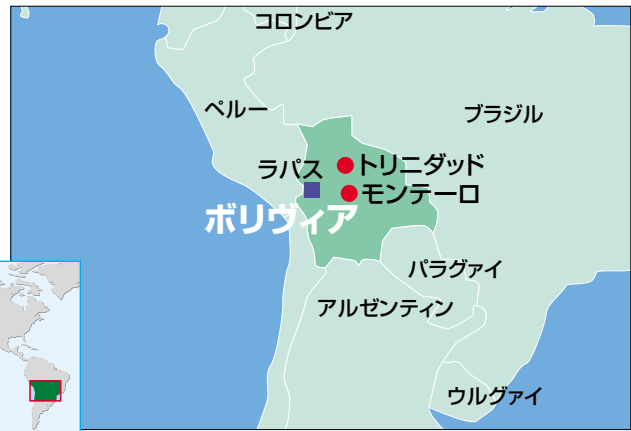 コロンビア
ペルー
ブラジル
ラパス
トリニダッド
モンテーロ
ボリヴィア
パラグァイ
アルゼンティン
ウルグァイ